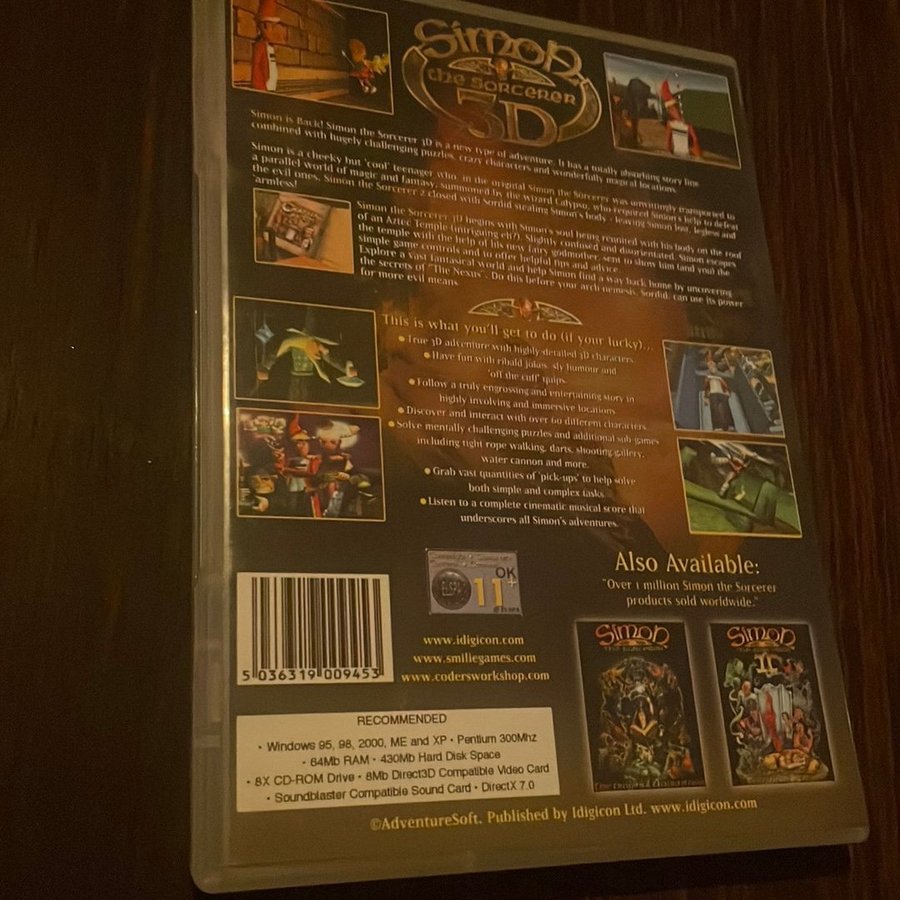 Simon
the Sorcerer
3D
Simon is Back! Simon the Sorcerer 3D is a new type of adventure. It has a totally absorbing story line
combined with hugely challenging puzzles, crazy characters and wonderfully magical locations.
Simon is a cheeky but 'cool' teenager who, in the original Simon the Sorcerer was unwittingly transported to
a parallel world of magic and fantasy, summoned by the wizard Calypso, who required Simon's help to defeat
the evil ones. Simon the Sorcerer 2 closed with Sordid stealing Simon's body - leaving Simon lost, legless and
'armless!
Simon the Sorcerer 3D begins with Simon's soul being reunited with his body on the roof
of an Aztec Temple (intriguing eh?). Slightly confused and disorientated, Simon escapes
the temple with the help of his new fairy godmother, sent to show him (and you) the
simple game controls and to offer helpful tips and advice.
Explore a vast fantastical world and help Simon find a way back home by uncovering
the secrets of "The Nexus". Do this before your arch nemesis, Sordid, can use its power
for more evil means.
This is what you'll get to do (if your lucky)...
• True 3D adventure with highly detailed 3D characters.
• Have fun with ribald jokes, sly humour and
'off the cuff' quips.
• Follow a truly engrossing and entertaining story in
highly involving and immersive locations
• Discover and interact with over 60 different characters
• Solve mentally challenging puzzles and additional sub-games
including tight rope walking, darts, shooting gallery,
water cannon and more.
• Grab vast quantities of 'pick-ups' to help solve
both simple and complex tasks.
• Listen to a complete cinematic musical score that
underscores all Simon's adventures.
ELSPA
11+
OK
Also Available:
"Over 1 million Simon the Sorcerer
products sold worldwide."
www.idigicon.com
www.smiliegames.com
www.codersworkshop.com
5 036319 009453
Simon
Simon
II
RECOMMENDED
• Windows 95, 98, 2000, ME and XP • Pentium 300Mhz
• 64Mb RAM • 430Mb Hard Disk Space
• 8X CD-ROM Drive • 8Mb Direct3D Compatible Video Card
• Soundblaster Compatible Sound Card • DirectX 7.0
©AdventureSoft. Published by Idigicon Ltd. www.idigicon.com